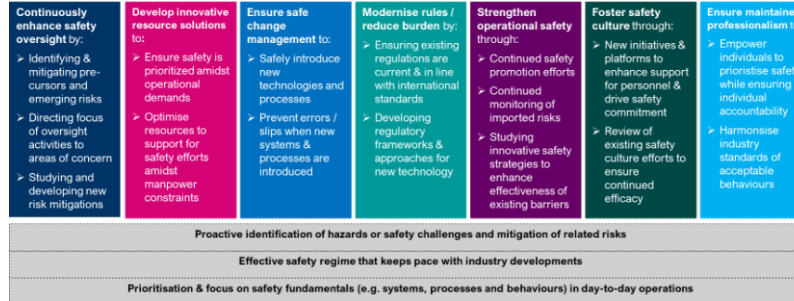 Continuously
enhance safety
oversight by:
➤ Identifying &
mitigating pre-
cursors and
emerging risks
➤ Directing focus
of oversight
activities to
areas of concern
➤ Studying and
developing new
risk mitigations
Develop innovative
resource solutions
to:
➤ Ensure safety is
prioritized amidst
operational
demands
➤ Optimise
resources to
support for
safety efforts
amidst
manpower
constraints
Ensure safe
change
management to:
➤ Safely introduce
new
technologies and
processes
➤ Prevent errors /
slips when new
systems &
processes are
introduced
Modernise rules /
reduce burden by:
➤ Ensuring existing
regulations are
current & in line
with international
standards
➤ Developing
regulatory
frameworks &
approaches for
new technology
Strengthen
operational safety
through:
➤ Continued safety
promotion efforts
➤ Continued
monitoring of
imported risks
➤ Studying
innovative safety
strategies to
enhance
effectiveness of
existing barriers
Foster safety
culture through:
➤ New initiatives &
platforms to
enhance support
for personnel &
drive safety
commitment
➤ Review of
existing safety
culture efforts to
ensure
continued
efficacy
Ensure maintaine
professionalism t
➤ Empower
individuals to
prioritise safet
while ensuring
individual
accountability
➤ Harmonise
industry
standards of
acceptable
behaviours
Proactive identification of hazards or safety challenges and mitigation of related risks
Effective safety regime that keeps pace with industry developments
Prioritisation & focus on safety fundamentals (e.g. systems, processes and behaviours) in day-to-day operations